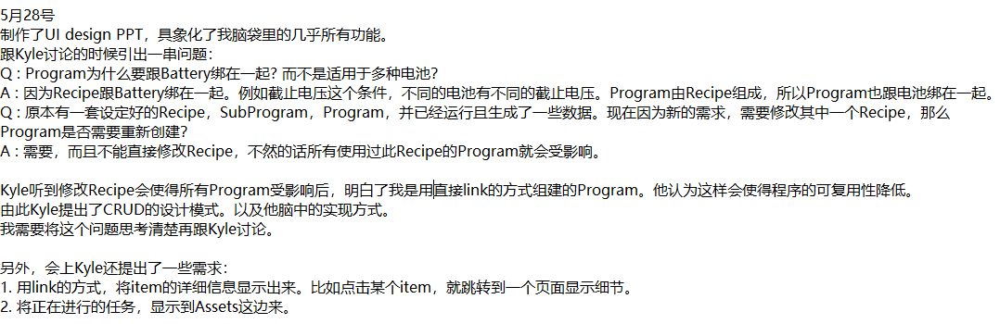 5月28号
制作了UI design PPT，具象化了我脑袋里的几乎所有功能。
跟Kyle讨论的时候引出一串问题：
Q : Program为什么要跟Battery绑在一起? 而不是适用于多种电池?
A : 因为Recipe跟Battery绑在一起。例如截止电压这个条件，不同的电池有不同的截止电压。Program由Recipe组成，所以Program也跟电池绑在一起。
Q : 原本有一套设定好的Recipe，SubProgram，Program，并已经运行且生成了一些数据。现在因为新的需求，需要修改其中一个Recipe，那么
Program是否需要重新创建?
A : 需要，而且不能直接修改Recipe，不然的话所有使用过此Recipe的Program就会受影响。
Kyle听到修改Recipe会使得所有Program受影响后，明白了我是用直接link的方式组建的Program。他认为这样会使得程序的可复用性降低。
由此Kyle提出了CRUD的设计模式。以及他脑中的实现方式。
我需要将这个问题思考清楚再跟Kyle讨论。
另外，会上Kyle还提出了一些需求：
1. 用link的方式，将item的详细信息显示出来。比如点击某个item，就跳转到一个页面显示细节。
2. 将正在进行的任务，显示到Assets这边来。